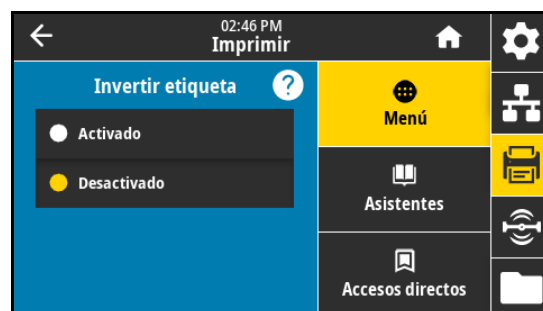 02:46 PM
Imprimir
Invertir etiqueta ?
Activado
Desactivado
Menú
Asistentes
Accesos directos